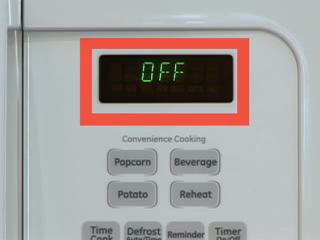 OFF
Convenience Cooking
Popcorn Beverage
Potato Reheat
Time Cook Defrost Auto/Time Reminder Timer On/Off